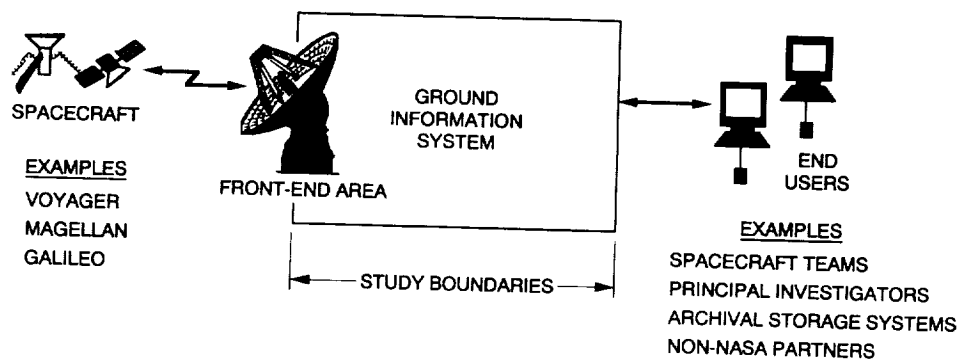 SPACECRAFT
EXAMPLES
VOYAGER
MAGELLAN
GALILEO
FRONT-END AREA
GROUND
INFORMATION
SYSTEM
STUDY BOUNDARIES
END
USERS
EXAMPLES
SPACECRAFT TEAMS
PRINCIPAL INVESTIGATORS
ARCHIVAL STORAGE SYSTEMS
NON-NASA PARTNERS